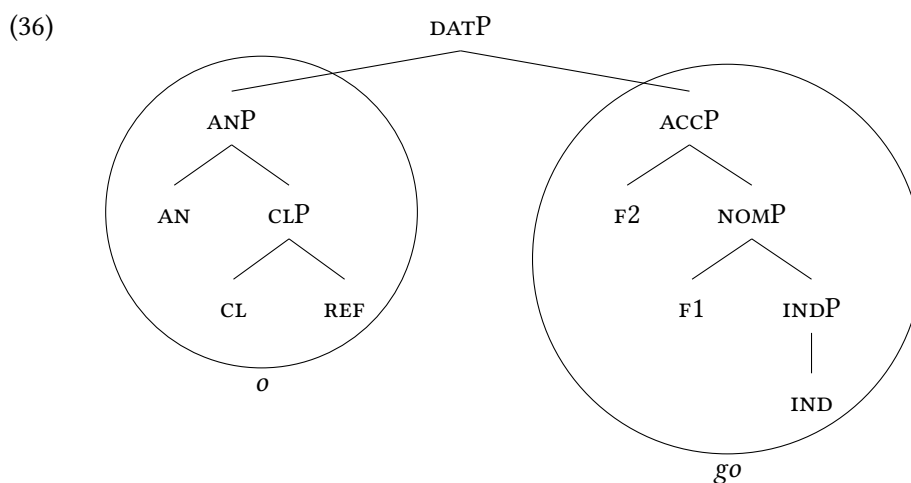 (36) DATP
ANP ACCP
AN CLP F2 NOMP
CL REF F1 INDP
o
IND
go